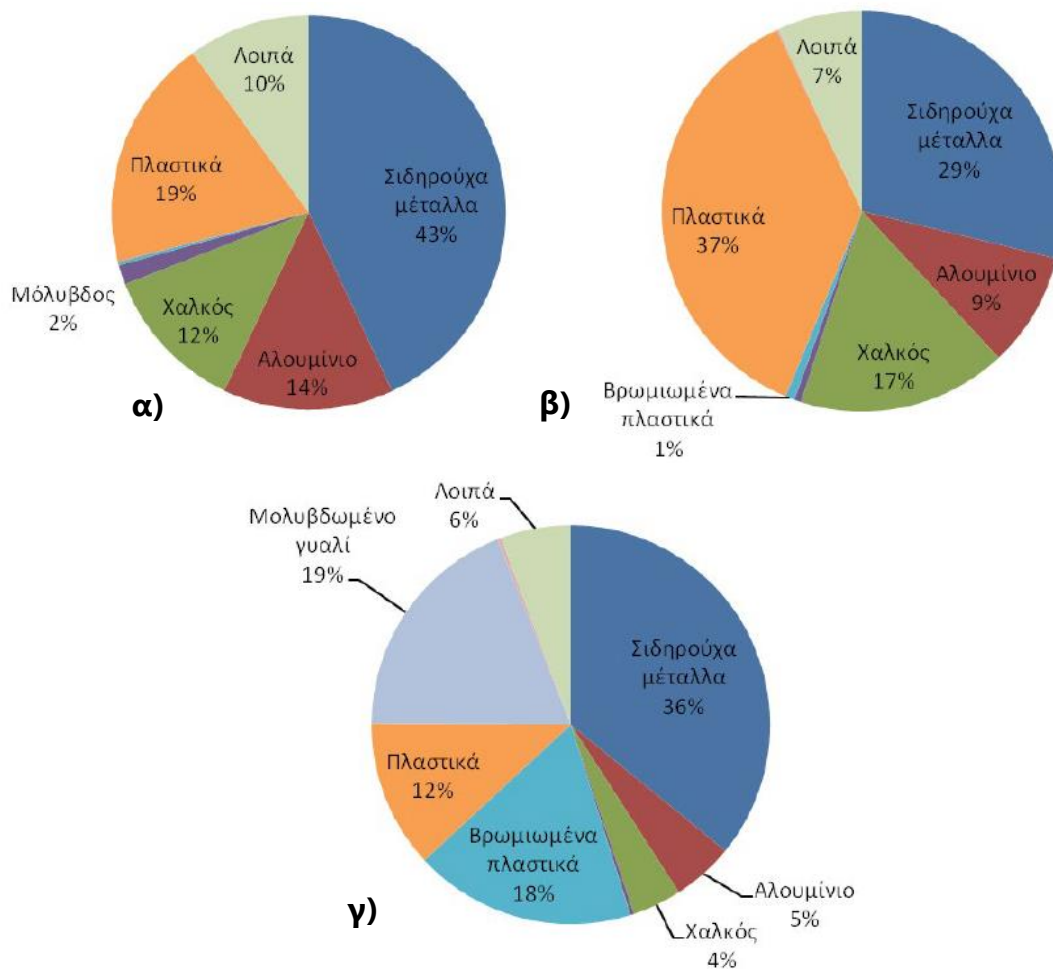 Λοιπά
10%
Σιδηρούχα
μέταλλα
43%
Πλαστικά
19%
Μόλυβδος
2%
Χαλκός
12%
Αλουμίνιο
14%
α)
Λοιπά
7%
Σιδηρούχα
μέταλλα
29%
Πλαστικά
37%
Αλουμίνιο
9%
Χαλκός
17%
Βρωμιωμένα
πλαστικά
1%
β)
Λοιπά
6%
Μολυβδωμένο
γυαλί
19%
Σιδηρούχα
μέταλλα
36%
Πλαστικά
12%
Βρωμιωμένα
πλαστικά
18%
Αλουμίνιο
5%
Χαλκός
4%
γ)